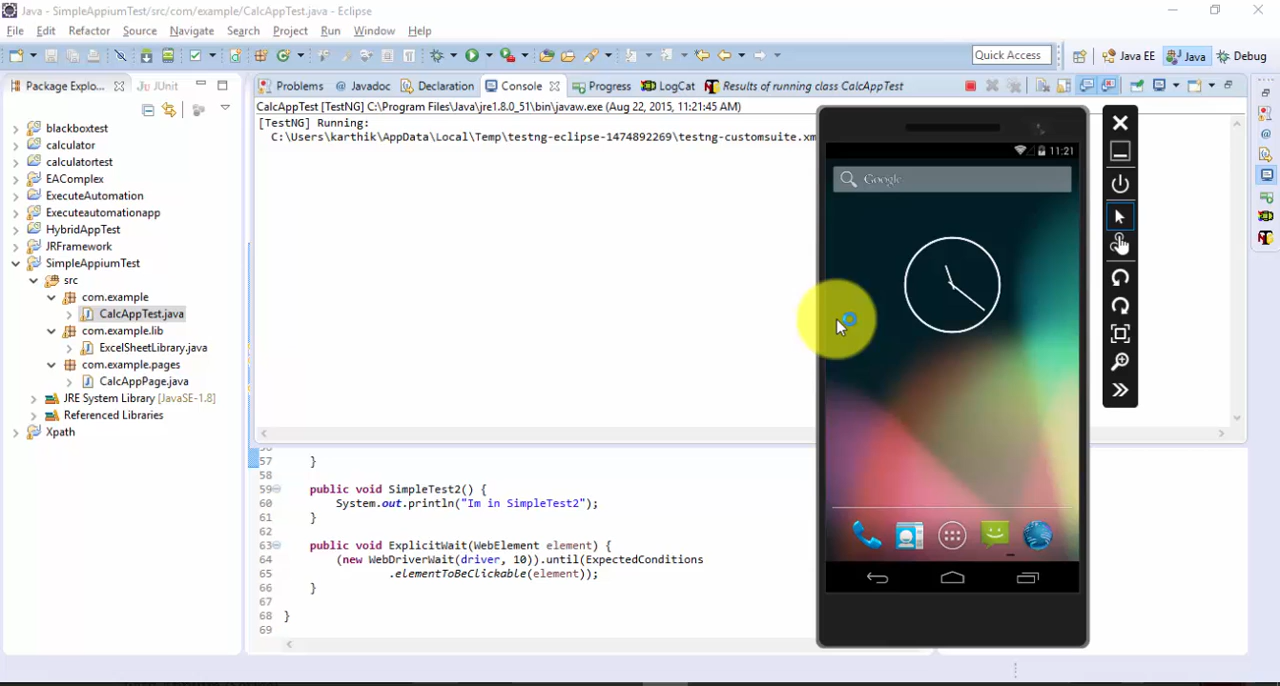 Java - SimpleAppiumTest/src/com/example/CalcAppTest.java - Eclipse
File Edit Refactor Source Navigate Search Project Run Window Help
Quick Access Java EE Java Debug
Package Explo... JUnit
Problems @ Javadoc Declaration Console Progress LogCat Results of running class CalcAppTest
CalcAppTest [TestNG] C:\Program Files\Java\jre1.8.0_51\bin\javaw.exe (Aug 22, 2015, 11:21:45 AM)
[TestNG] Running:
C:\Users\karthik\AppData\Local\Temp\testng-eclipse-1474892269\testng-customsuite.xm
blackboxtest
calculator
calculatortest
EAComplex
ExecuteAutomation
Executeautomationapp
HybridAppTest
JRFramework
SimpleAppiumTest
src
com.example
CalcAppTest.java
com.example.lib
ExcelSheetLibrary.java
com.example.pages
CalcAppPage.java
JRE System Library [JavaSE-1.8]
Referenced Libraries
Xpath
11:21
Google
57 }
58
59 public void SimpleTest2() {
60 System.out.println("Im in SimpleTest2");
61 }
62
63 public void ExplicitWait(WebElement element) {
64 (new WebDriverWait(driver, 10)).until(ExpectedConditions
65 .elementToBeClickable(element));
66 }
67
68 }
69